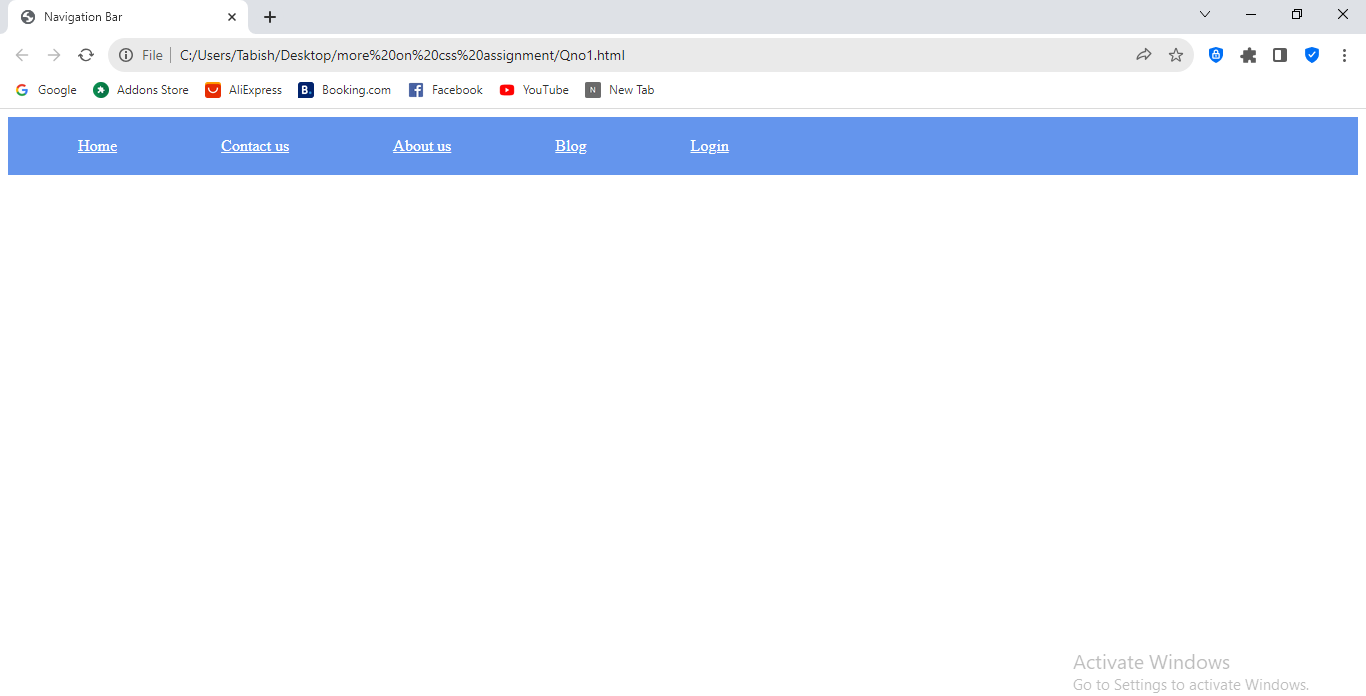 Navigation Bar
File C:/Users/Tabish/Desktop/more%20on%20css%20assignment/Qno1.html
Google Addons Store AliExpress B. Booking.com Facebook YouTube N New Tab
Home Contact us About us Blog Login
Activate Windows
Go to Settings to activate Windows.